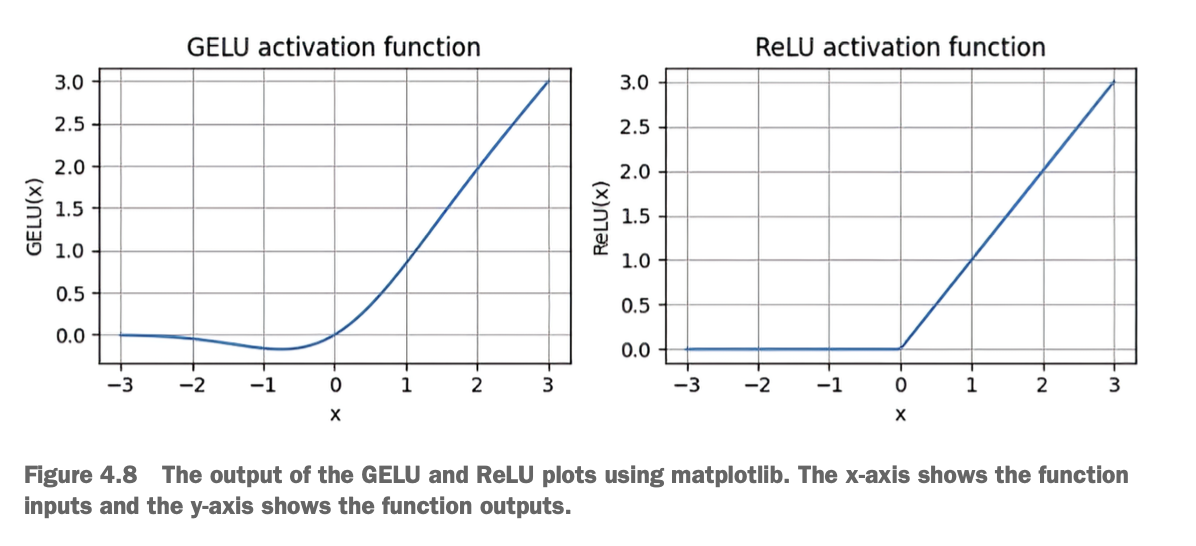 GELU activation function
3.0
2.5
2.0
1.5
1.0
0.5
0.0
GELU(x)
−3 −2 −1 0 1 2 3
x
ReLU activation function
3.0
2.5
2.0
1.5
1.0
0.5
0.0
ReLU(x)
−3 −2 −1 0 1 2 3
x
Figure 4.8 The output of the GELU and ReLU plots using matplotlib. The x-axis shows the function
inputs and the y-axis shows the function outputs.